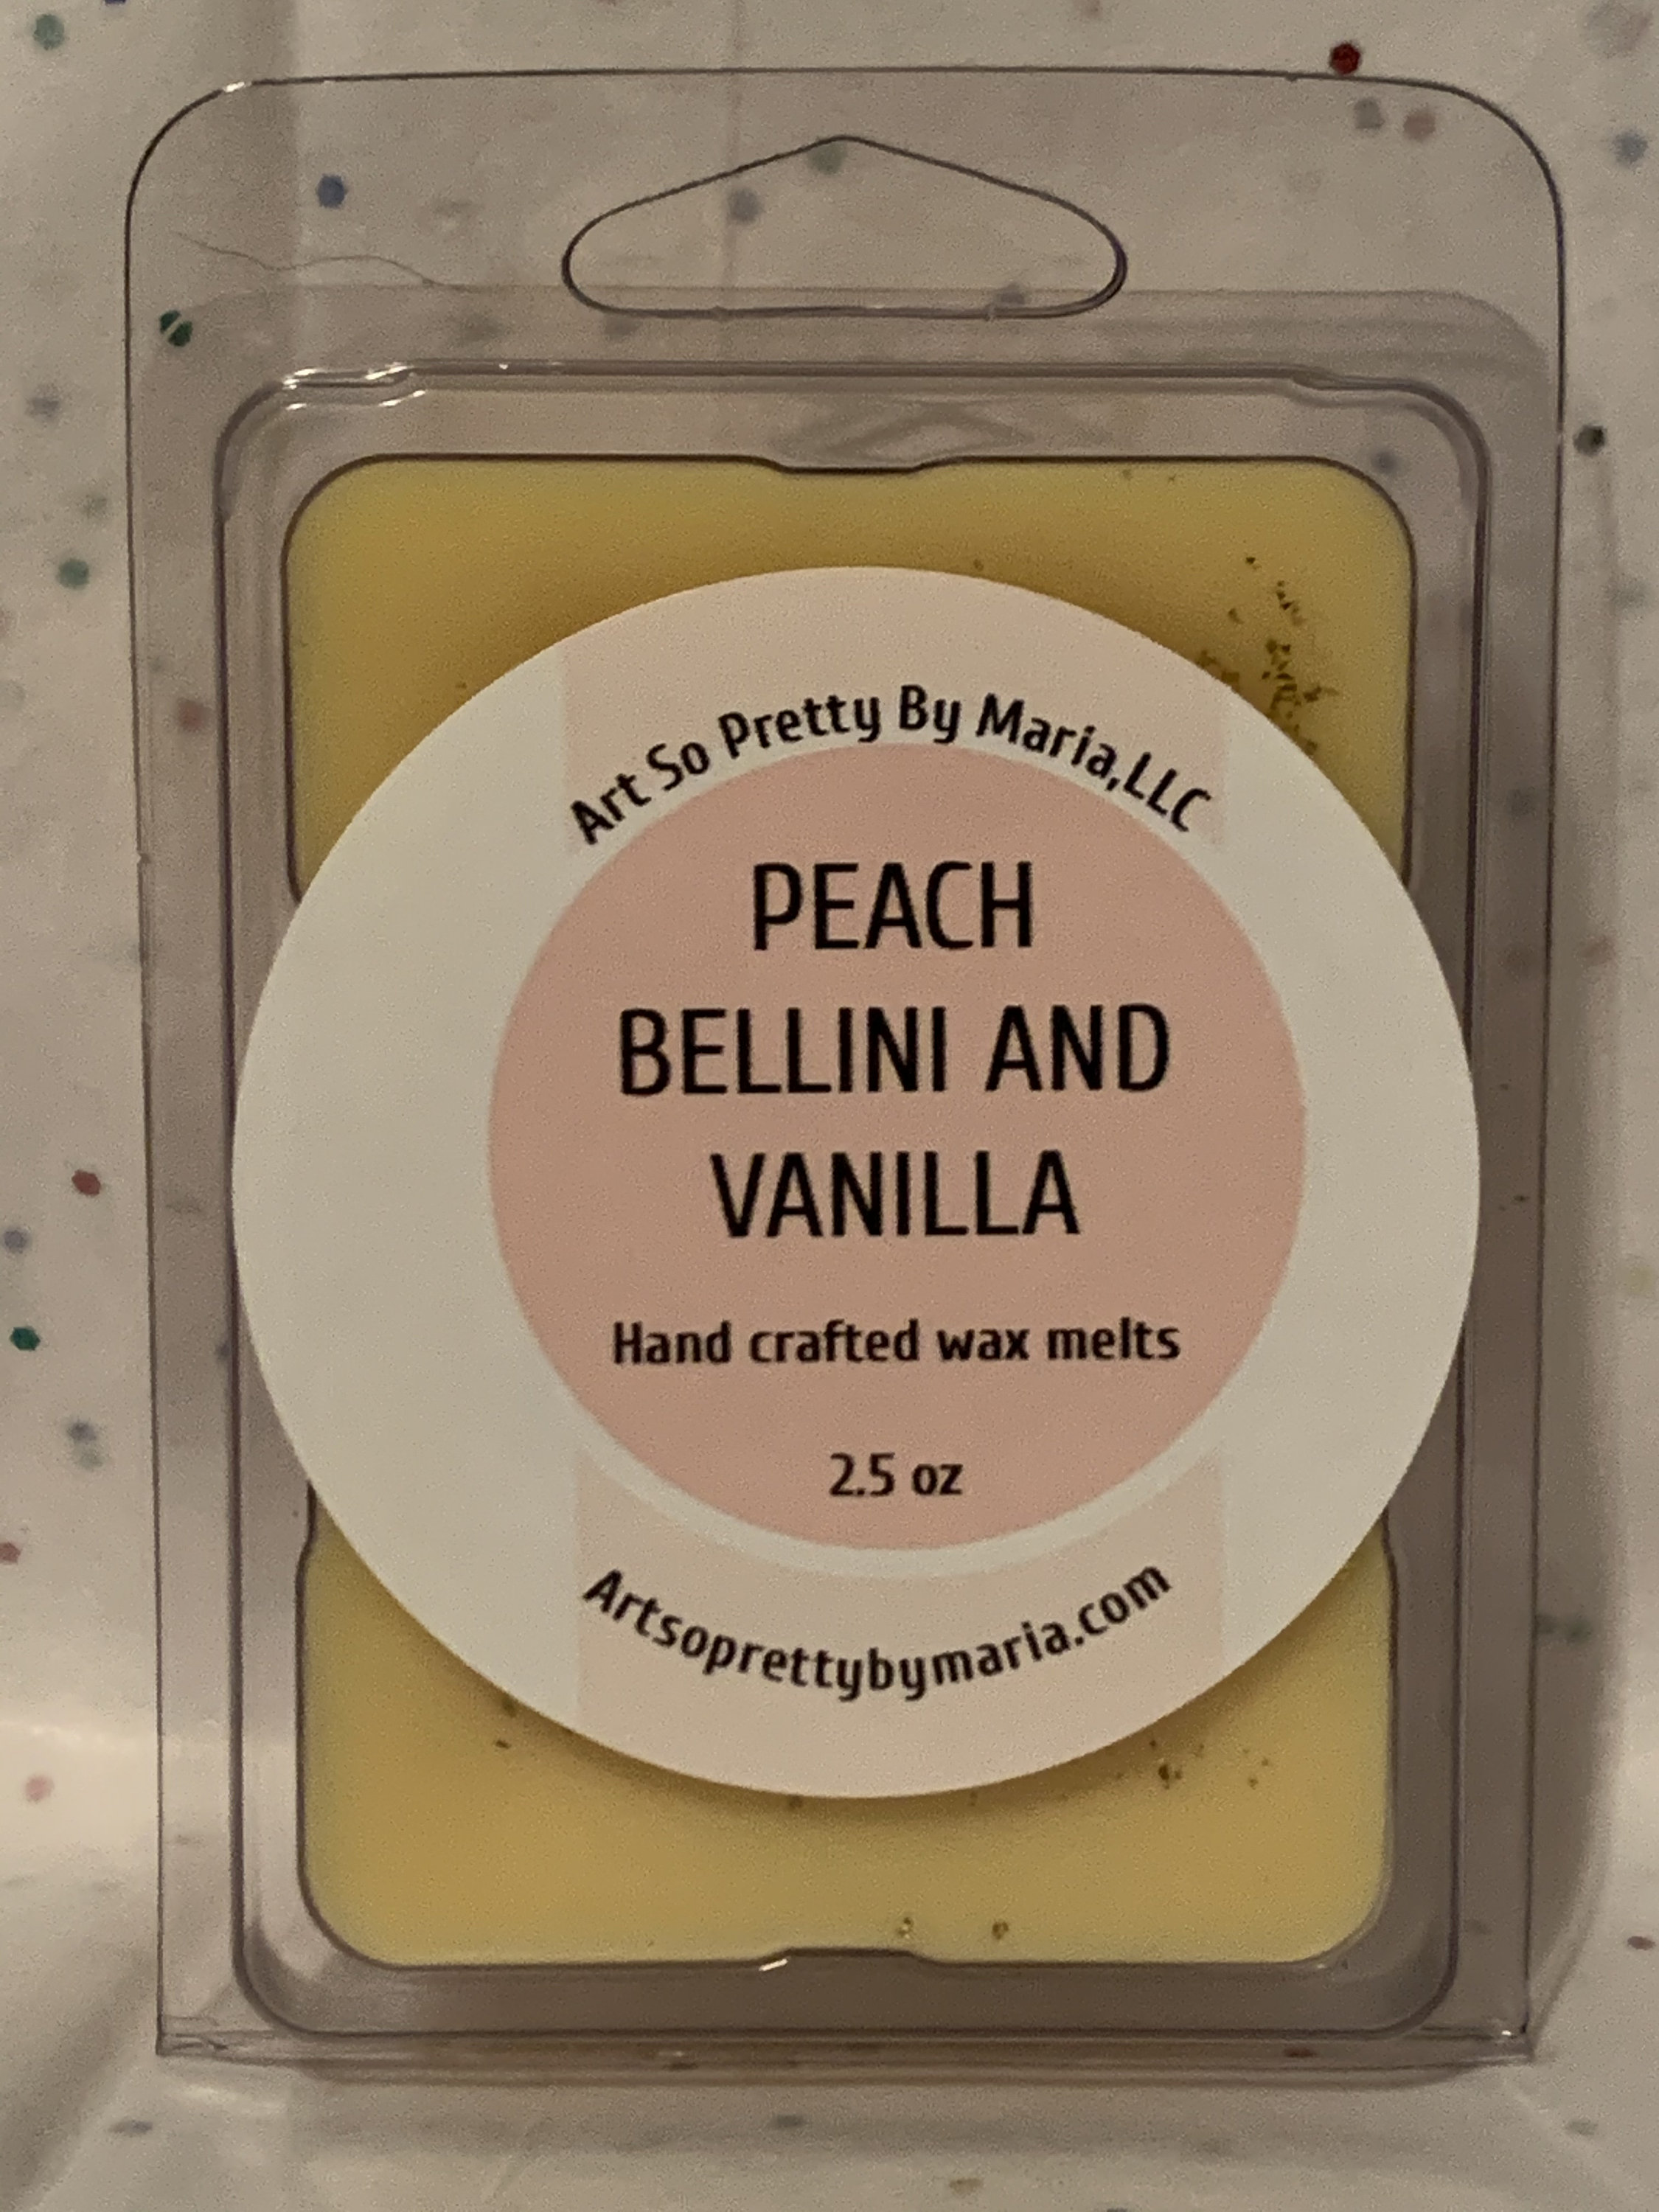 Art So Pretty By Maria,LLC
PEACH
BELLINI AND
VANILLA
Hand crafted wax melts
2.5 oz
Artsoprettybymaria.com